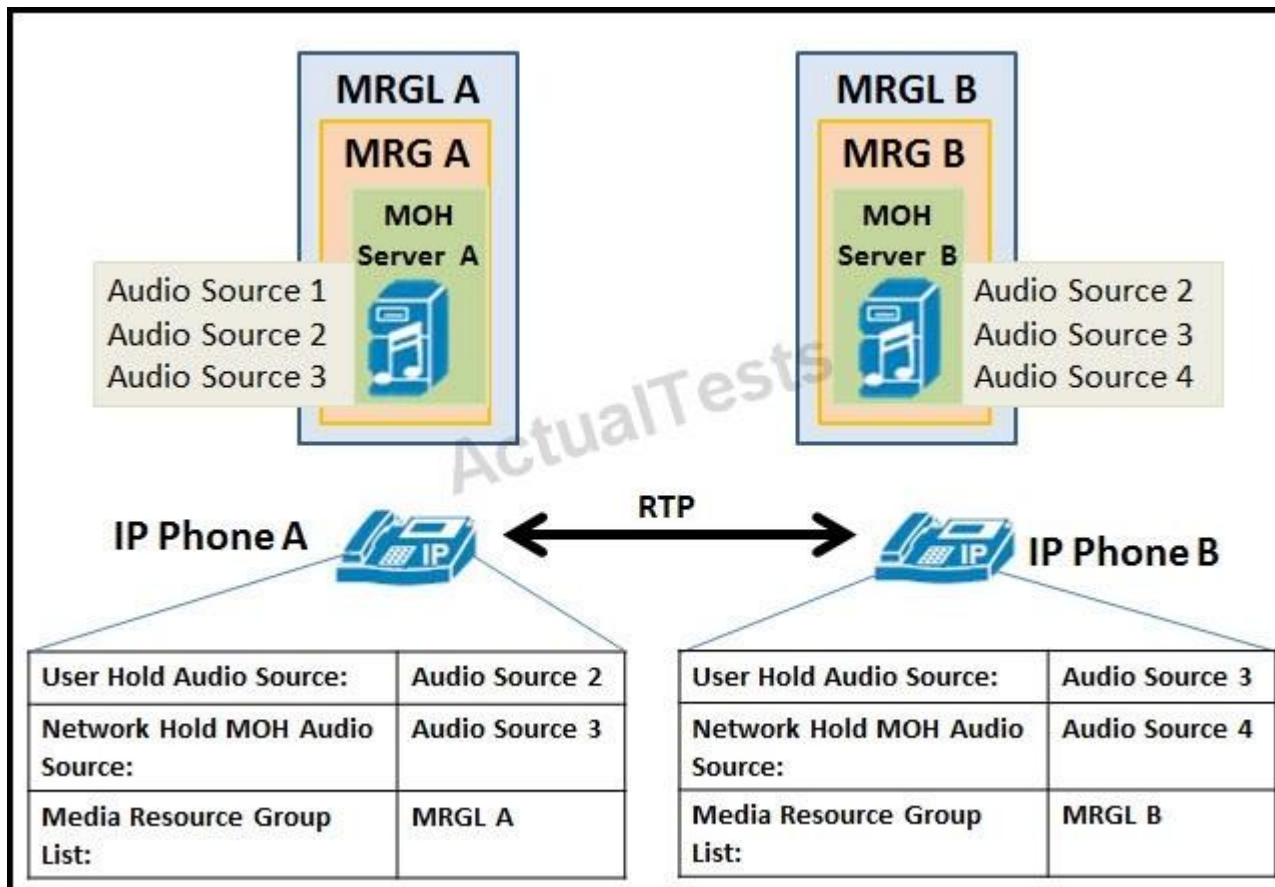 MRGL A
MRG A
MOH
Server A
Audio Source 1
Audio Source 2
Audio Source 3
MRGL B
MRG B
MOH
Server B
Audio Source 2
Audio Source 3
Audio Source 4
ActualTests
IP Phone A
IP
RTP
IP
IP Phone B
User Hold Audio Source: Audio Source 2
Network Hold MOH Audio Audio Source 3
Source:
Media Resource Group MRGL A
List:
User Hold Audio Source: Audio Source 3
Network Hold MOH Audio Audio Source 4
Source:
Media Resource Group MRGL B
List: